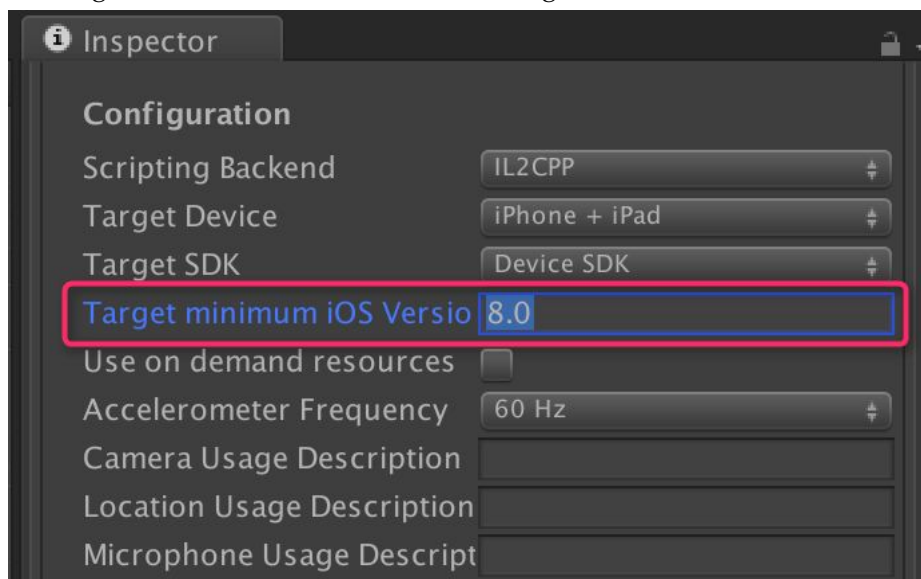 Inspector
Configuration
Scripting Backend IL2CPP
Target Device iPhone + iPad
Target SDK Device SDK
Target minimum iOS Versio 8.0
Use on demand resources
Accelerometer Frequency 60 Hz
Camera Usage Description
Location Usage Description
Microphone Usage Descript